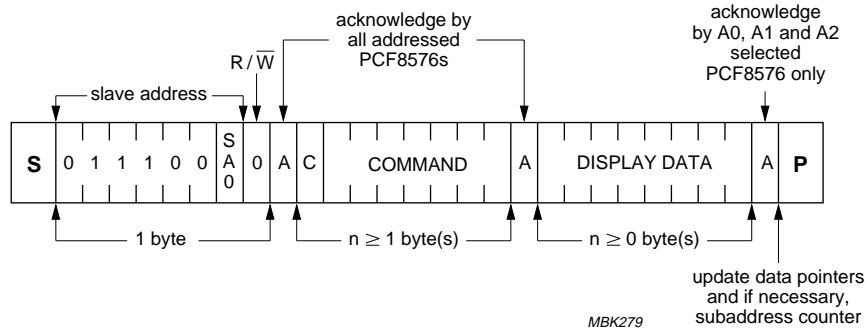 acknowledge by
all addressed
PCF8576s
acknowledge
by A0, A1 and A2
selected
PCF8576 only
R / W
slave address
S 0 1 1 1 0 0 SA0 0 A C COMMAND A DISPLAY DATA A P
1 byte
n ≥ 1 byte(s)
n ≥ 0 byte(s)
update data pointers
and if necessary,
subaddress counter
MBK279